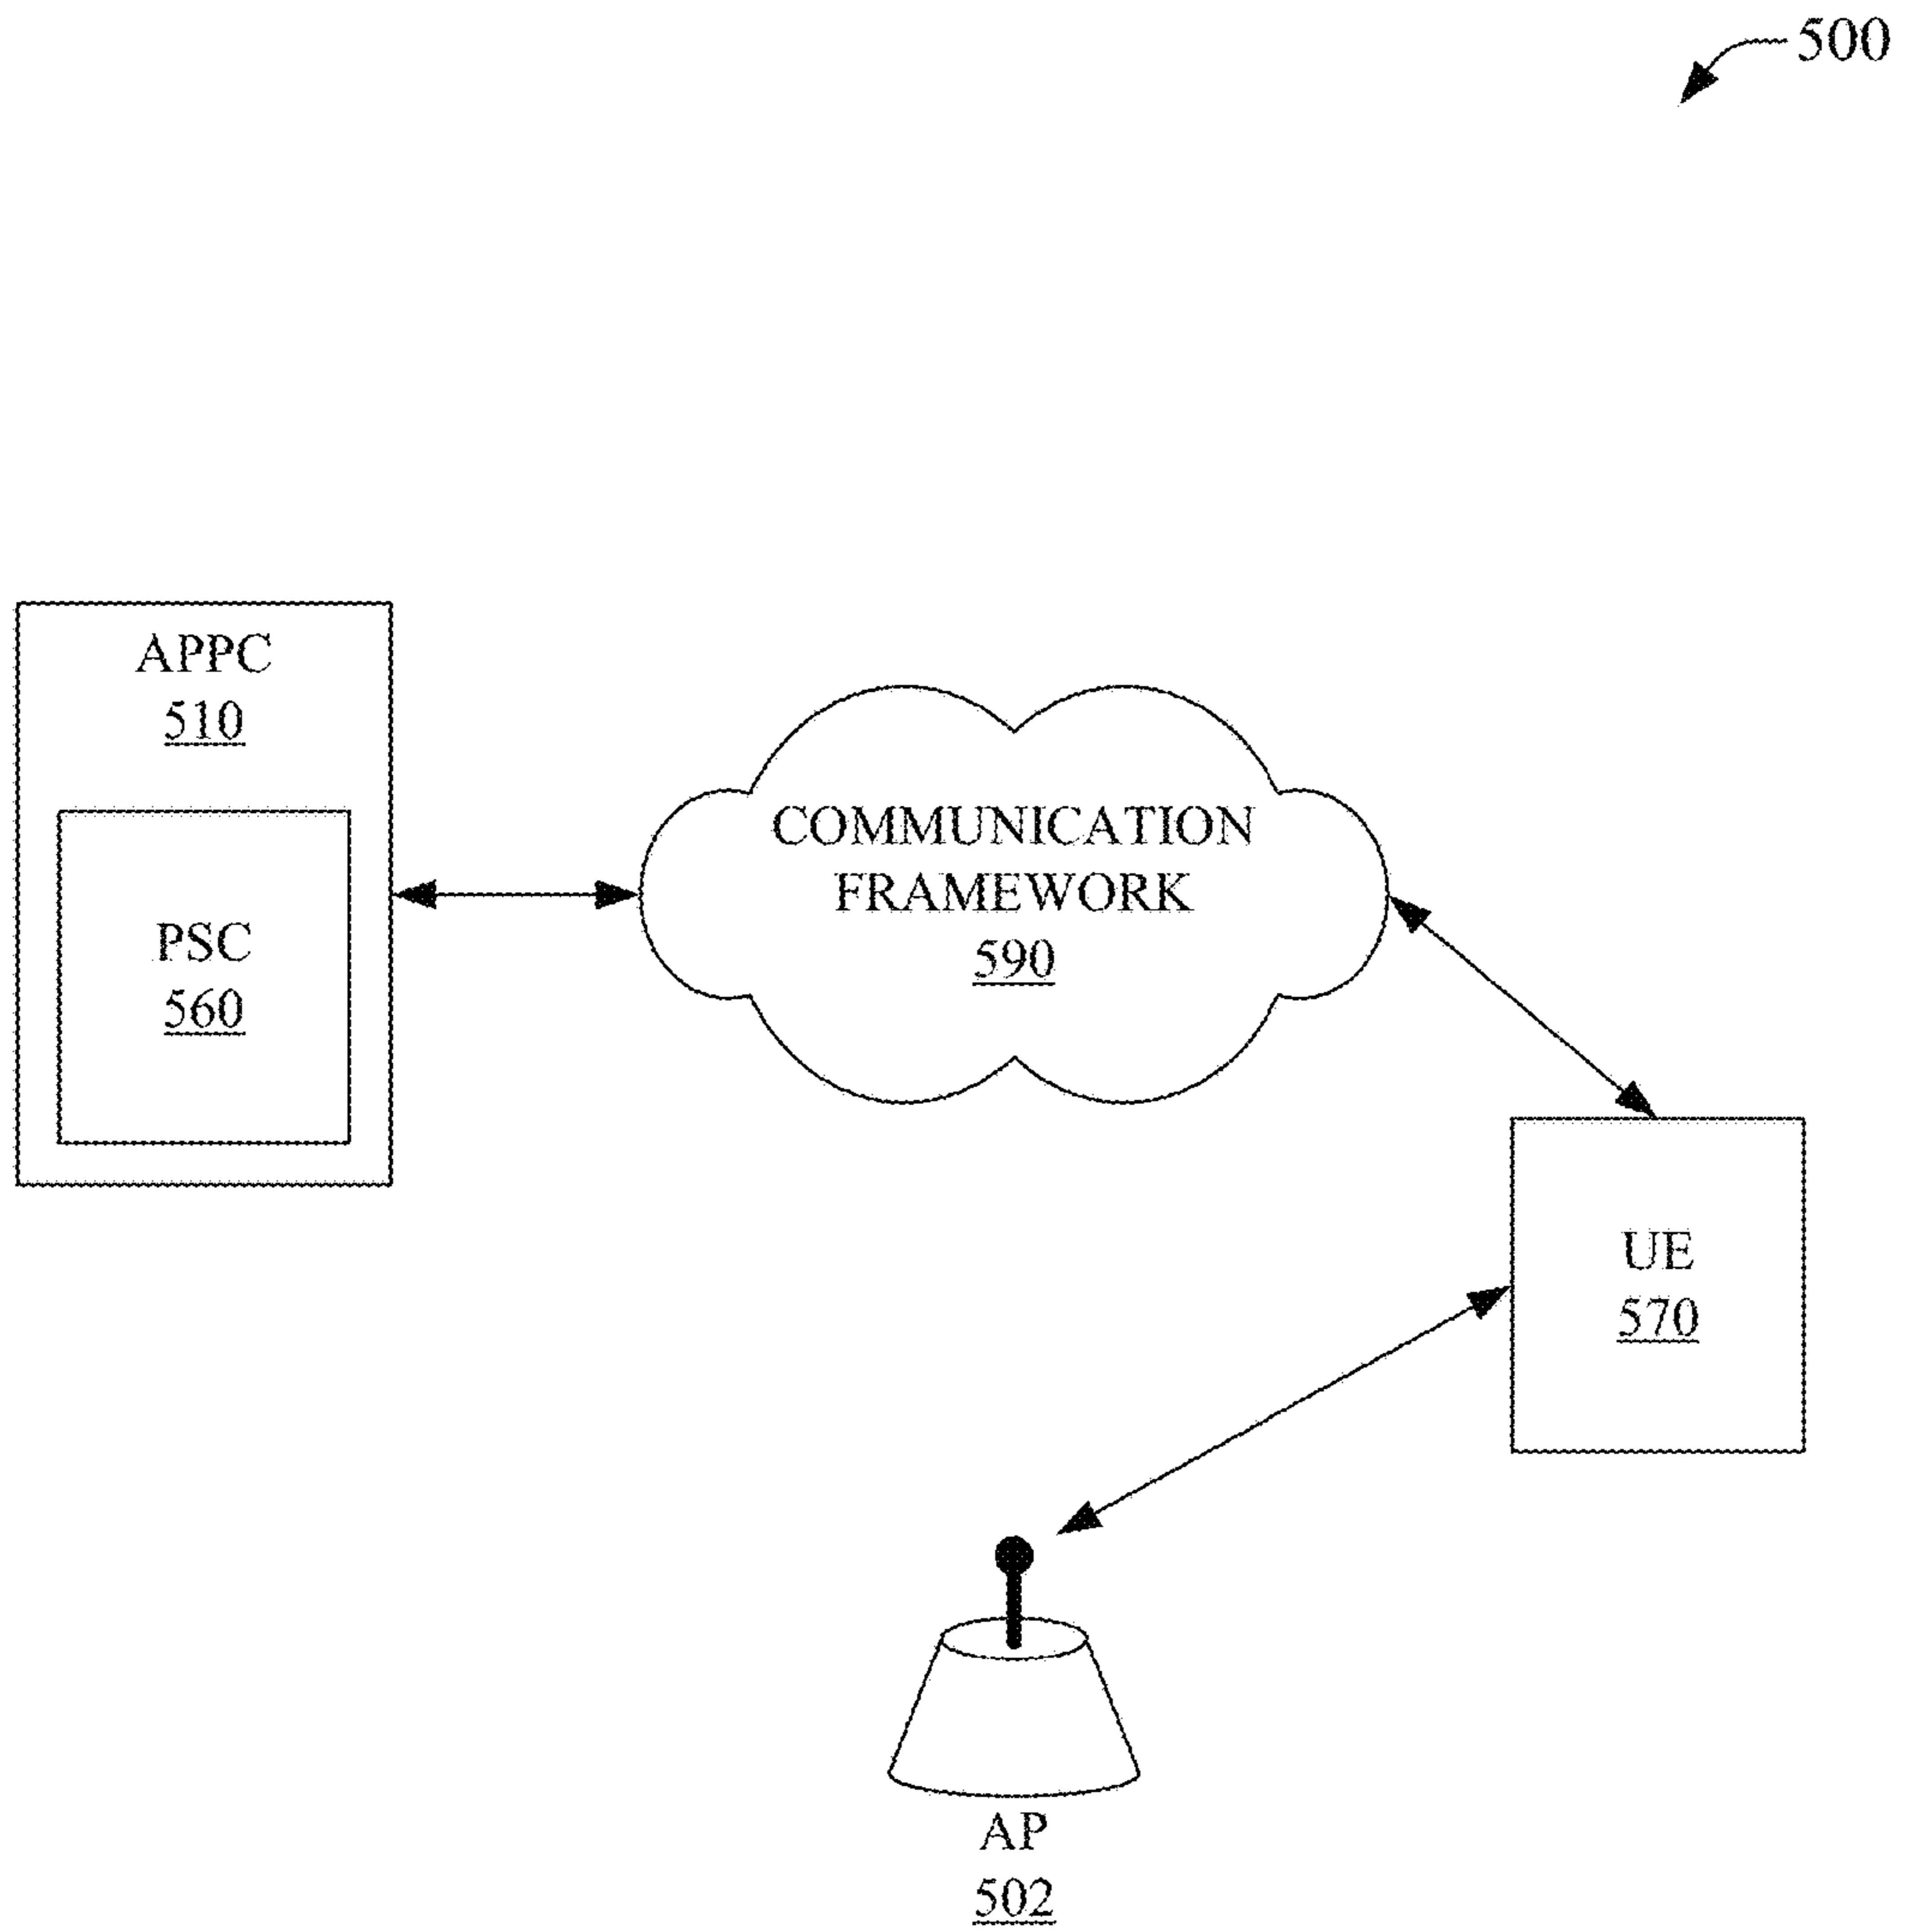 500
APPC
510
PSC
560
COMMUNICATION
FRAMEWORK
590
UE
570
AP
502